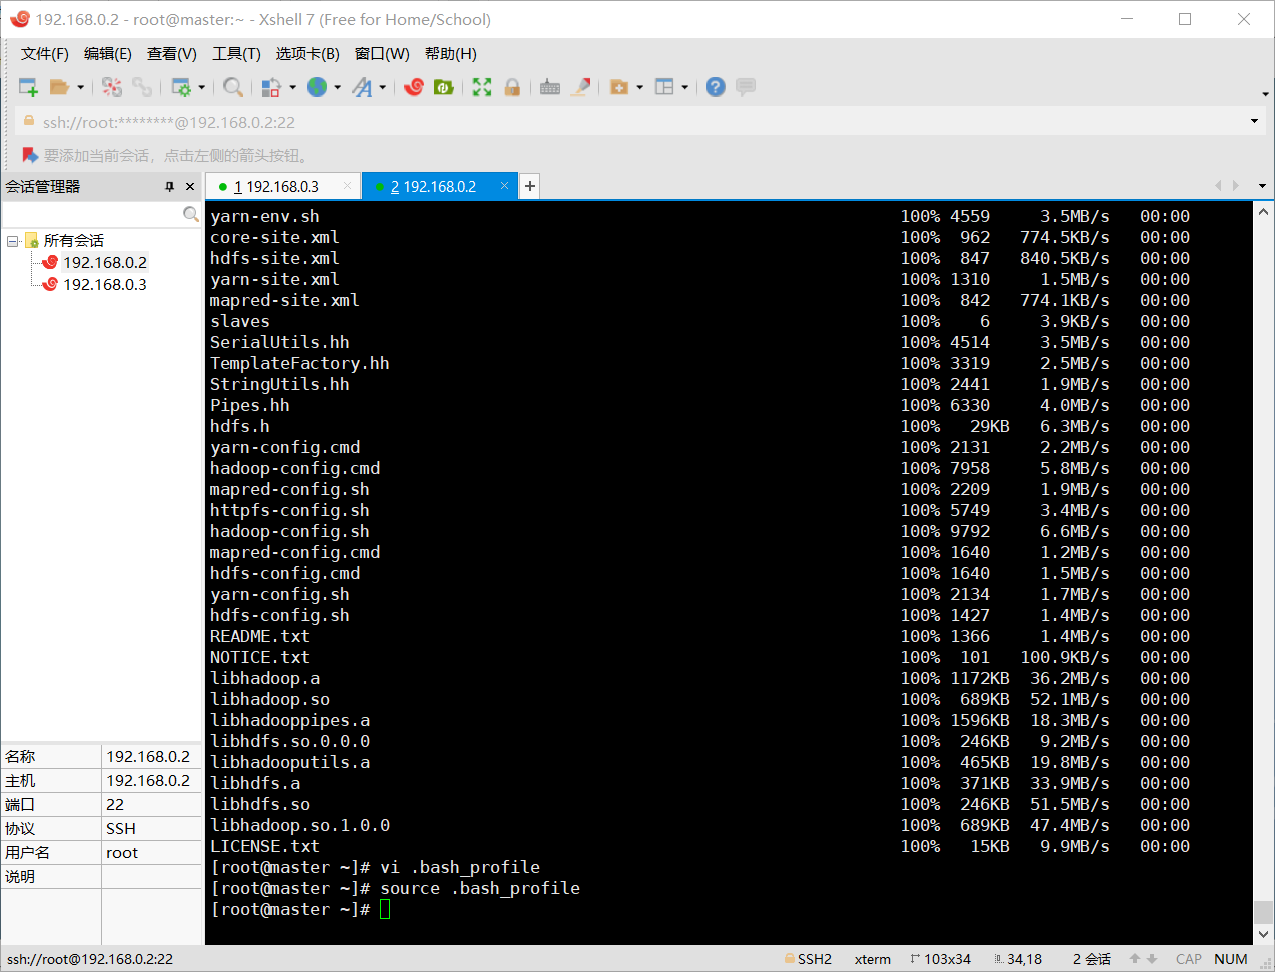 192.168.0.2 - root@master:~ - Xshell 7 (Free for Home/School)
文件(F) 编辑(E) 查看(V) 工具(T) 选项卡(B) 窗口(W) 帮助(H)
ssh://root:********@192.168.0.2:22
要添加当前会话，点击左侧的箭头按钮。
会话管理器
1 192.168.0.3
2 192.168.0.2
所有会话
192.168.0.2
192.168.0.3
名称 192.168.0.2
主机 192.168.0.2
端口 22
协议 SSH
用户名 root
说明
yarn-env.sh 100% 4559 3.5MB/s 00:00
core-site.xml 100% 962 774.5KB/s 00:00
hdfs-site.xml 100% 847 840.5KB/s 00:00
yarn-site.xml 100% 1310 1.5MB/s 00:00
mapred-site.xml 100% 842 774.1KB/s 00:00
slaves 100% 6 3.9KB/s 00:00
SerialUtils.hh 100% 4514 3.5MB/s 00:00
TemplateFactory.hh 100% 3319 2.5MB/s 00:00
StringUtils.hh 100% 2441 1.9MB/s 00:00
Pipes.hh 100% 6330 4.0MB/s 00:00
hdfs.h 100% 29KB 6.3MB/s 00:00
yarn-config.cmd 100% 2131 2.2MB/s 00:00
hadoop-config.cmd 100% 7958 5.8MB/s 00:00
mapred-config.sh 100% 2209 1.9MB/s 00:00
httpfs-config.sh 100% 5749 3.4MB/s 00:00
hadoop-config.sh 100% 9792 6.6MB/s 00:00
mapred-config.cmd 100% 1640 1.2MB/s 00:00
hdfs-config.cmd 100% 1640 1.5MB/s 00:00
yarn-config.sh 100% 2134 1.7MB/s 00:00
hdfs-config.sh 100% 1427 1.4MB/s 00:00
README.txt 100% 1366 1.4MB/s 00:00
NOTICE.txt 100% 101 100.9KB/s 00:00
libhadoop.a 100% 1172KB 36.2MB/s 00:00
libhadoop.so 100% 689KB 52.1MB/s 00:00
libhadooppipes.a 100% 1596KB 18.3MB/s 00:00
libhdfs.so.0.0.0 100% 246KB 9.2MB/s 00:00
libhadooputils.a 100% 465KB 19.8MB/s 00:00
libhdfs.a 100% 371KB 33.9MB/s 00:00
libhdfs.so 100% 246KB 51.5MB/s 00:00
libhadoop.so.1.0.0 100% 689KB 47.4MB/s 00:00
LICENSE.txt 100% 15KB 9.9MB/s 00:00
[root@master ~]# vi .bash_profile
[root@master ~]# source .bash_profile
[root@master ~]#
ssh://root@192.168.0.2:22 SSH2 xterm 103x34 34,18 2 会话 CAP NUM